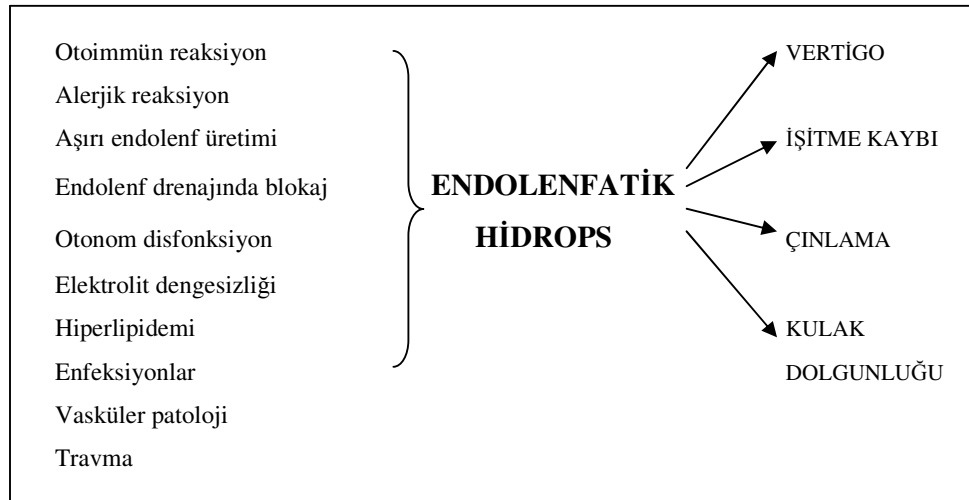 Otoimmün reaksiyon
Alerjik reaksiyon
Aşırı endolenf üretimi
Endolenf drenajında blokaj
Otonom disfonksiyon
Elektrolit dengesizliği
Hiperlipidemi
Enfeksiyonlar
Vasküler patoloji
Travma
ENDOLENFATİK
HİDROPS
VERTİGO
İŞİTME KAYBI
ÇINLAMA
KULAK
DOLGUNLUĞU